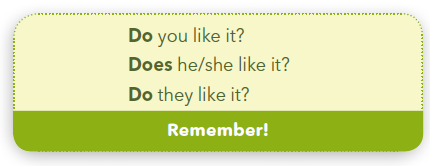 Do you like it?
Does he/she like it?
Do they like it?
Remember!